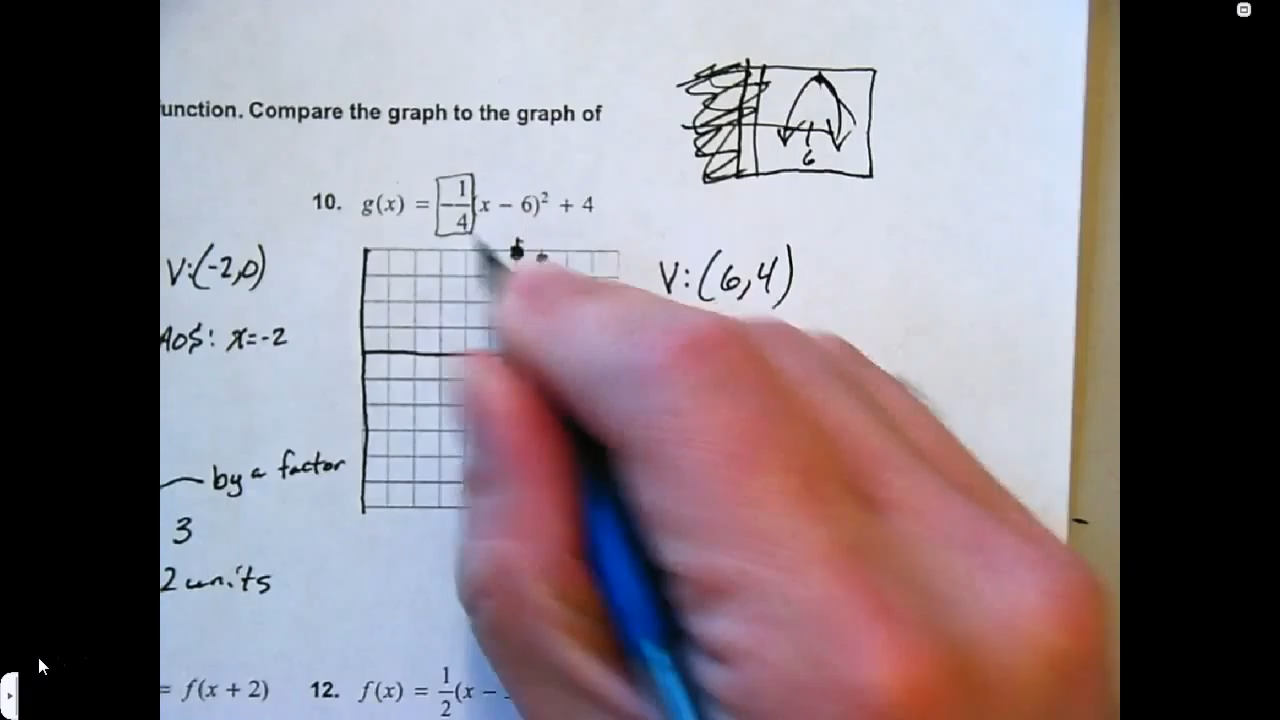 unction. Compare the graph to the graph of
6
10. g(x) = -1/4(x − 6)² + 4
V:(-2,0)
V:(6,4)
AOS: x=-2
by a factor
3
2 units
= f(x + 2)
12. f(x) = 1/2(x −